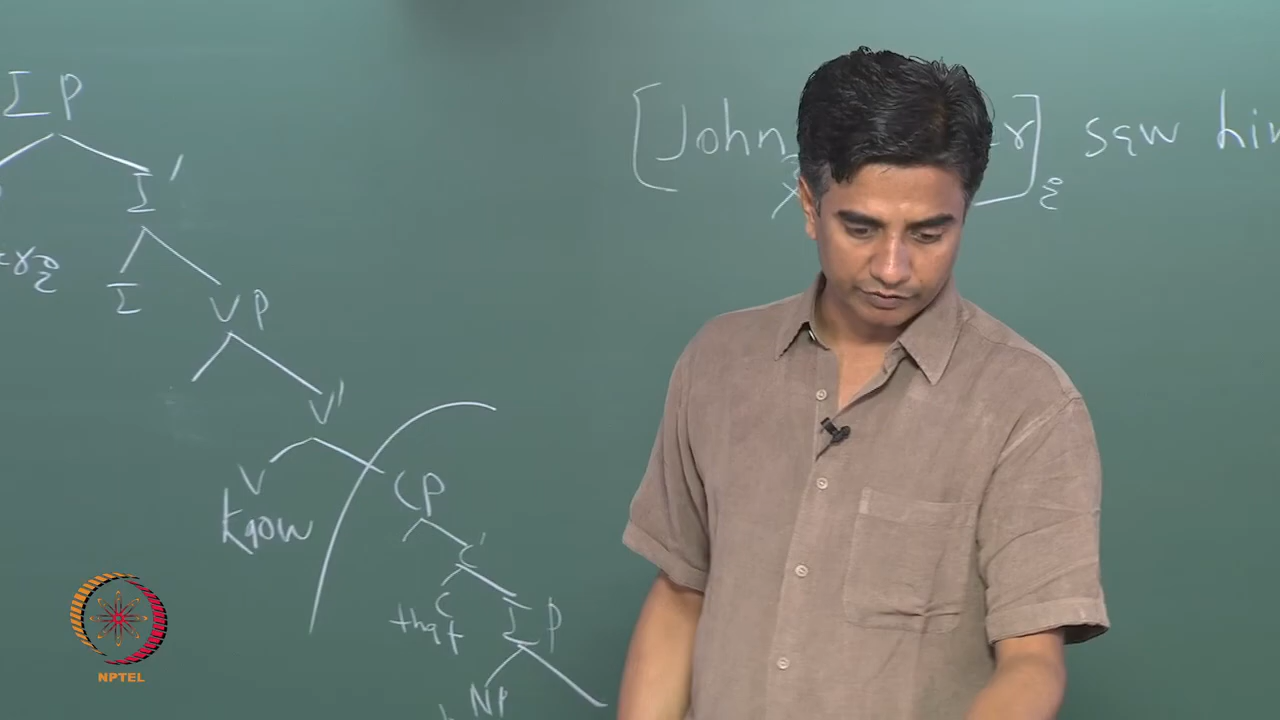 ΣP
Σ'
Σ
VP
V'
V
know
CP
C'
C
that
ΣP
NP
[John r]i saw hi
NPTEL